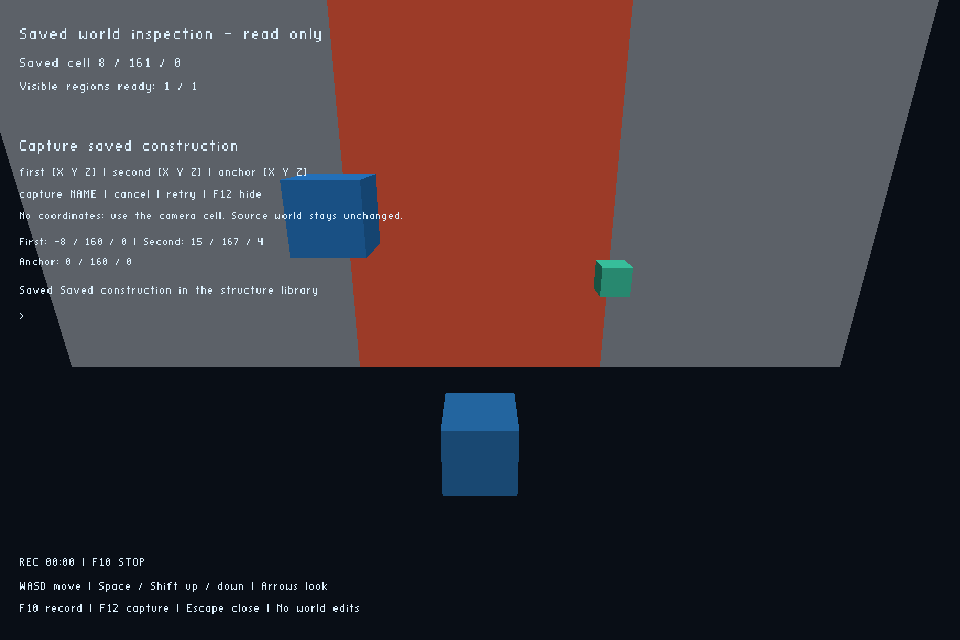 Saved world inspection - read only
Saved cell 8 / 161 / 0
Visible regions ready: 1 / 1
Capture saved construction
first [X Y Z] | second [X Y Z] | anchor [X Y Z]
capture NAME | cancel | retry | F12 hide
No coordinates: use the camera cell. Source world stays unchanged.
First: -8 / 160 / 0 | Second: 15 / 167 / 4
Anchor: 0 / 160 / 0
Saved Saved construction in the structure library
>
REC 00:00 | F10 STOP
WASD move | Space / Shift up / down | Arrows look
F10 record | F12 capture | Escape close | No world edits